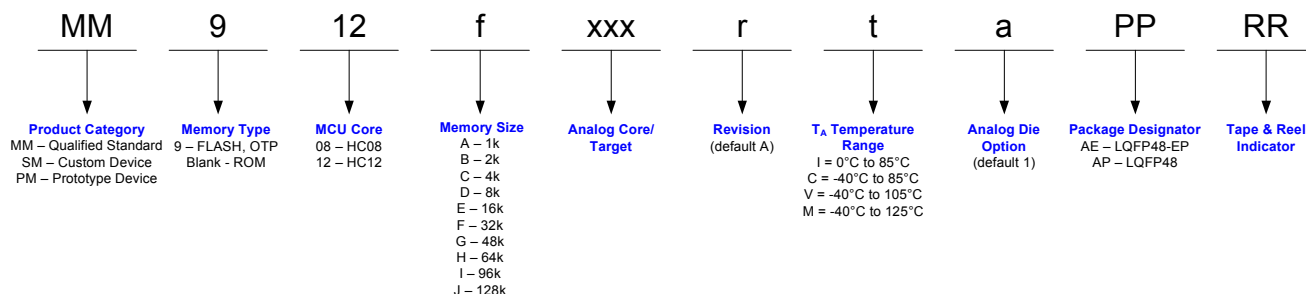 MM 9 12 f xxx r t a PP RR
Product Category
MM – Qualified Standard
SM – Custom Device
PM – Prototype Device
Memory Type
9 – FLASH, OTP
Blank - ROM
MCU Core
08 – HC08
12 – HC12
Memory Size
A – 1k
B – 2k
C – 4k
D – 8k
E – 16k
F – 32k
G – 48k
H – 64k
I – 96k
J – 128k
Analog Core/
Target
Revision
(default A)
TA Temperature
Range
I = 0°C to 85°C
C = -40°C to 85°C
V = -40°C to 105°C
M = -40°C to 125°C
Analog Die
Option
(default 1)
Package Designator
AE – LQFP48-EP
AP – LQFP48
Tape & Reel
Indicator